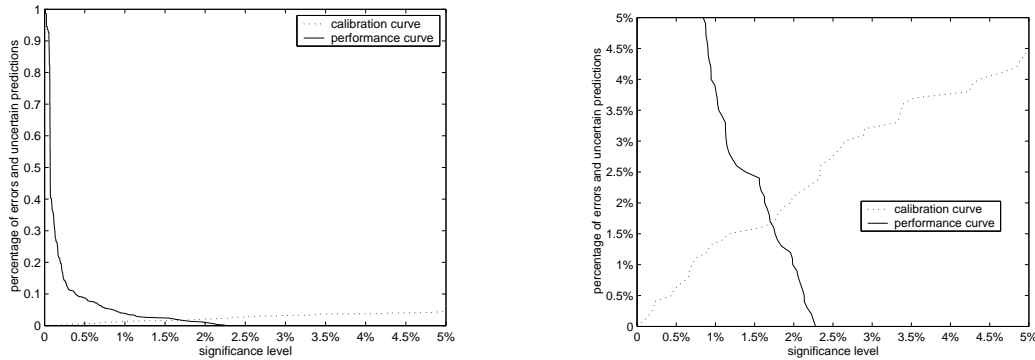 1
0.9
0.8
0.7
0.6
0.5
0.4
0.3
0.2
0.1
0
percentage of errors and uncertain predictions
calibration curve
performance curve
0 0.5% 1% 1.5% 2% 2.5% 3% 3.5% 4% 4.5% 5%
significance level
5%
4.5%
4%
3.5%
3%
2.5%
2%
1.5%
1%
0.5%
0
percentage of errors and uncertain predictions
calibration curve
performance curve
0 0.5% 1% 1.5% 2% 2.5% 3% 3.5% 4% 4.5% 5%
significance level